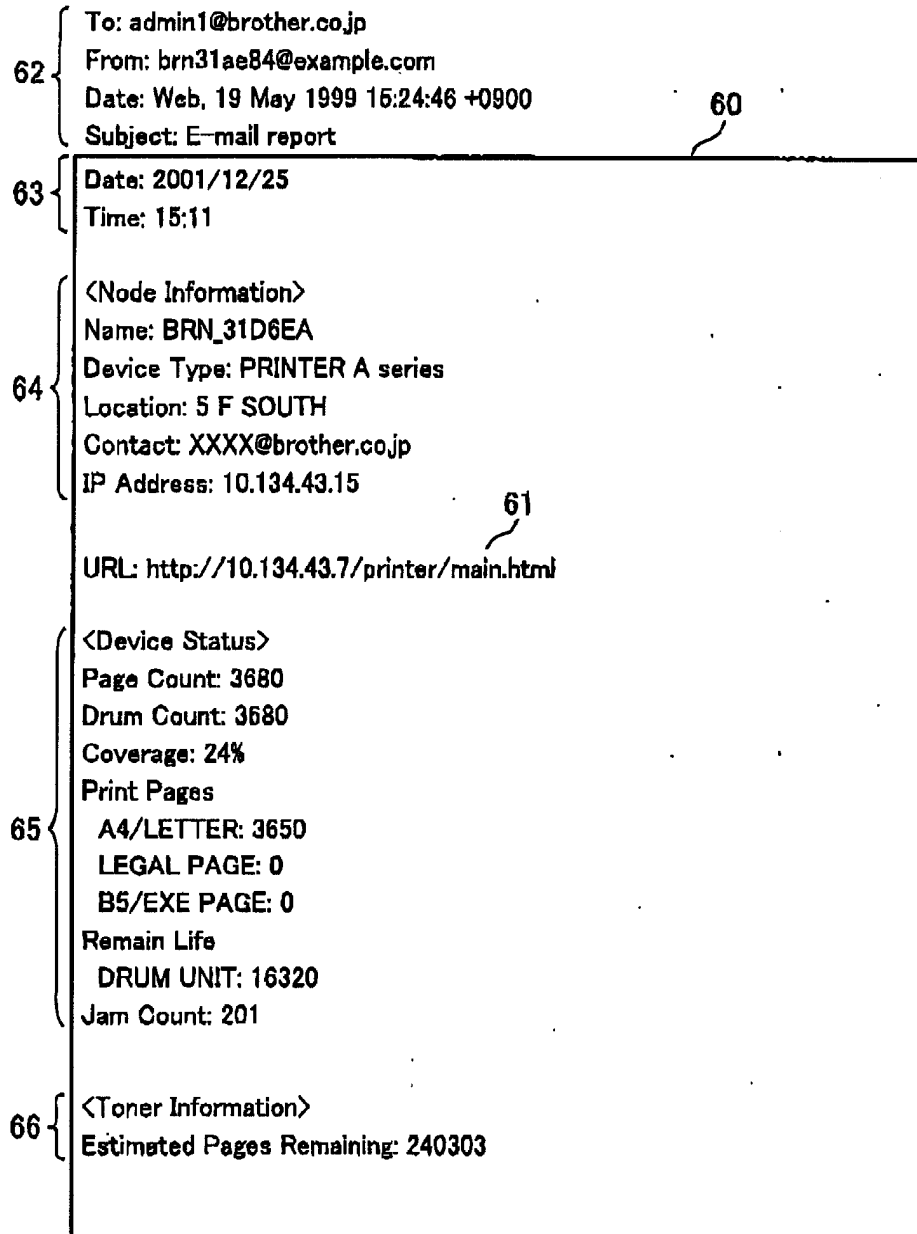 To: admin1@brother.co.jp
From: brn31ae84@example.com
62
Date: Web, 19 May 1999 15:24:46 +0900
60
Subject: E-mail report
Date: 2001/12/25
63
Time: 15:11
<Node Information>
Name: BRN_31D6EA
Device Type: PRINTER A series
64
Location: 5 F SOUTH
Contact: XXXX@brother.co.jp
IP Address: 10.134.43.15
61
URL: http://10.134.43.7/printer/main.html
<Device Status>
Page Count: 3680
Drum Count: 3680
Coverage: 24%
Print Pages
65
A4/LETTER: 3650
LEGAL PAGE: 0
B5/EXE PAGE: 0
Remain Life
DRUM UNIT: 16320
Jam Count: 201
<Toner Information>
66
Estimated Pages Remaining: 240303